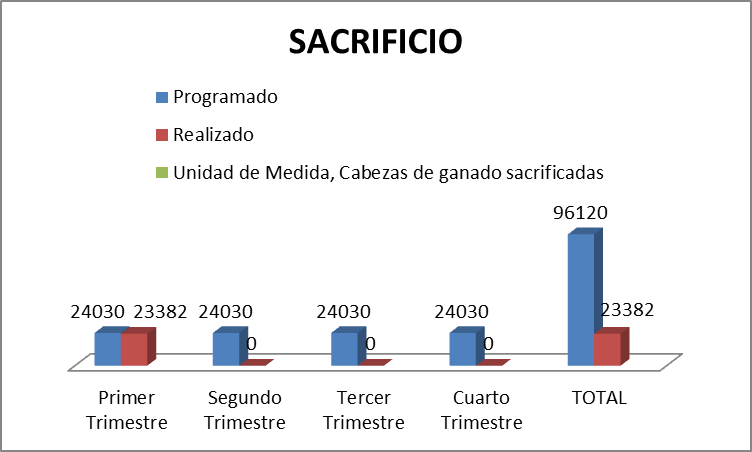 SACRIFICIO
Programado
Realizado
Unidad de Medida, Cabezas de ganado sacrificadas
96120
24030 23382 24030 0 24030 0 24030 0 23382
Primer Segundo Tercer Cuarto TOTAL
Trimestre Trimestre Trimestre Trimestre